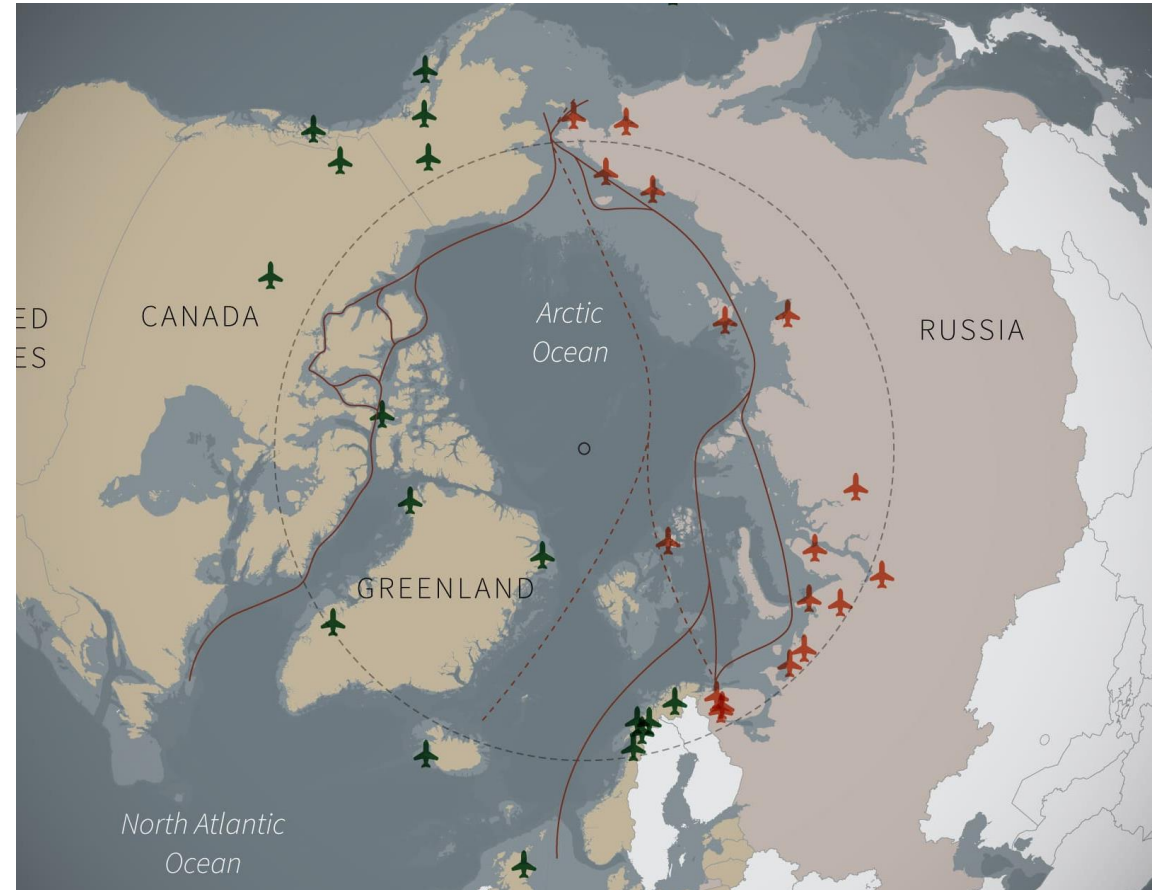 CANADA
ED
ES
Arctic
Ocean
RUSSIA
GREENLAND
North Atlantic
Ocean